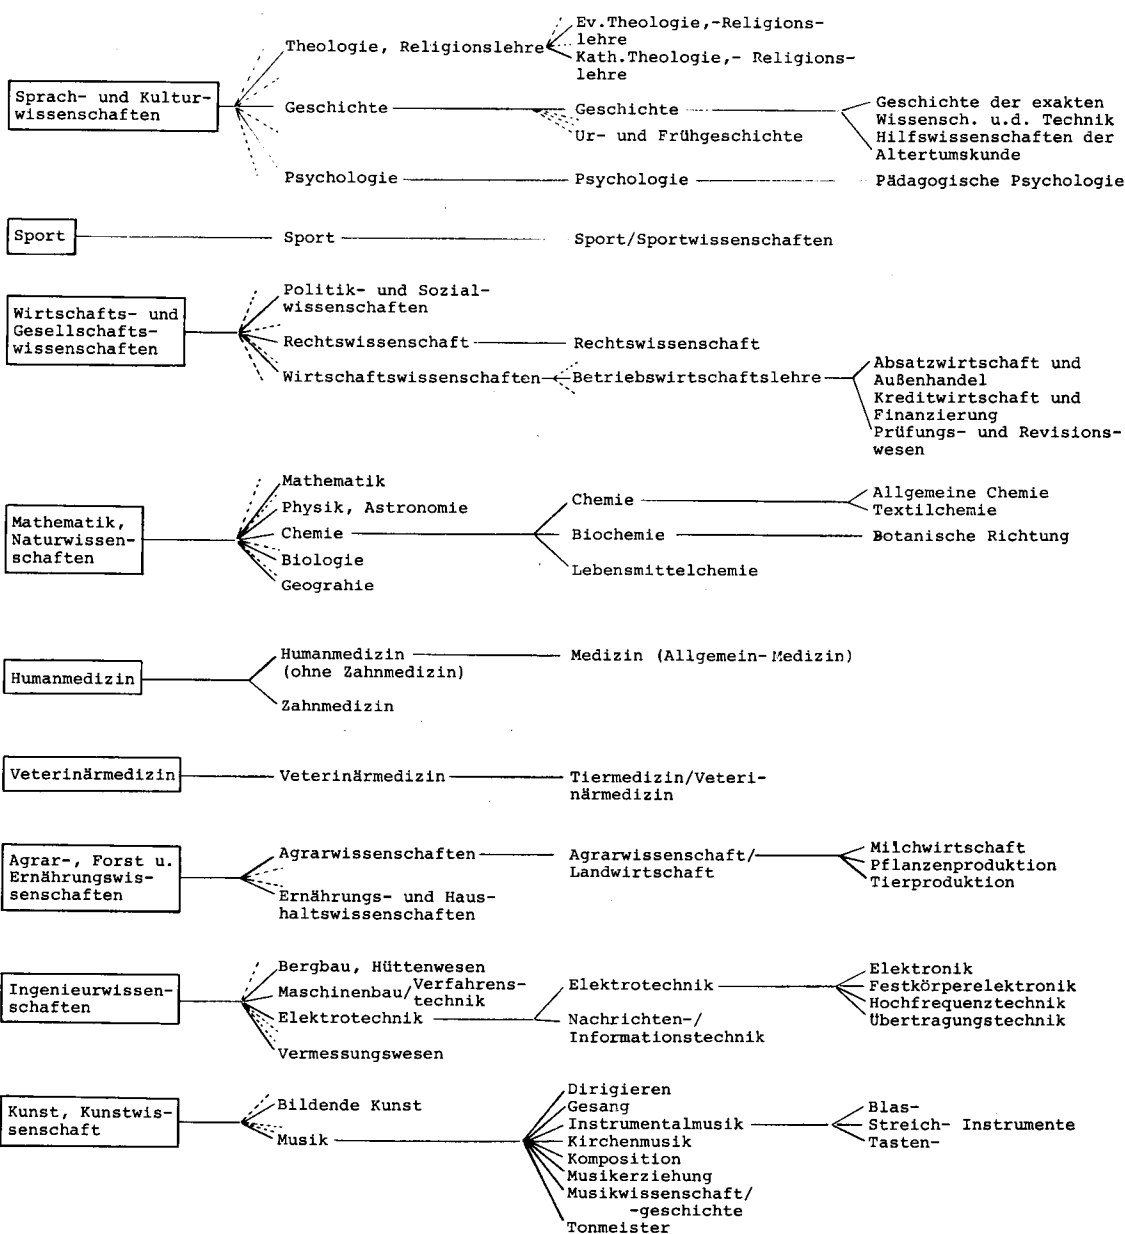 Ev.Theologie,-Religions-
lehre
Theologie, Religionslehre
Kath.Theologie,- Religions-
lehre
Sprach- und Kultur-
wissenschaften
Geschichte
Geschichte
Geschichte der exakten
Wissensch. u.d. Technik
Hilfswissenschaften der
Altertumskunde
Ur- und Frühgeschichte
Psychologie
Psychologie
Pädagogische Psychologie
Sport
Sport
Sport/Sportwissenschaften
Wirtschafts- und
Gesellschafts-
wissenschaften
Politik- und Sozial-
wissenschaften
Rechtswissenschaft
Rechtswissenschaft
Wirtschaftswissenschaften
Betriebswirtschaftslehre
Absatzwirtschaft und
Außenhandel
Kreditwirtschaft und
Finanzierung
Prüfungs- und Revisions-
wesen
Mathematik,
Naturwissen-
schaften
Mathematik
Physik, Astronomie
Chemie
Biologie
Geograhie
Chemie
Allgemeine Chemie
Textilchemie
Biochemie
Botanische Richtung
Lebensmittelchemie
Humanmedizin
Humanmedizin
(ohne Zahnmedizin)
Medizin (Allgemein-Medizin)
Zahnmedizin
Veterinärmedizin
Veterinärmedizin
Tiermedizin/Veteri-
närmedizin
Agrar-, Forst u.
Ernährungswis-
senschaften
Agrarwissenschaften
Agrarwissenschaft/
Landwirtschaft
Milchwirtschaft
Pflanzenproduktion
Tierproduktion
Ernährungs- und Haus-
haltswissenschaften
Ingenieurwissen-
schaften
Bergbau, Hüttenwesen
Maschinenbau/Verfahrens-
technik
Elektrotechnik
Vermessungswesen
Elektrotechnik
Elektronik
Festkörperelektronik
Hochfrequenztechnik
Übertragungstechnik
Nachrichten-/
Informationstechnik
Kunst, Kunstwis-
senschaft
Bildende Kunst
Musik
Dirigieren
Gesang
Instrumentalmusik
Kirchenmusik
Komposition
Musikerziehung
Musikwissenschaft/
-geschichte
Tonmeister
Blas-
Streich- Instrumente
Tasten-